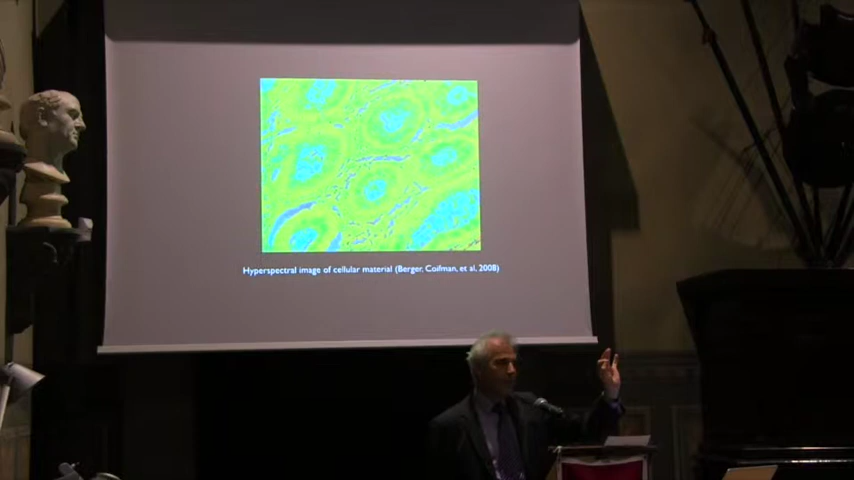 Hyperspectral image of cellular material (Berger, Coifman, et al. 2008)